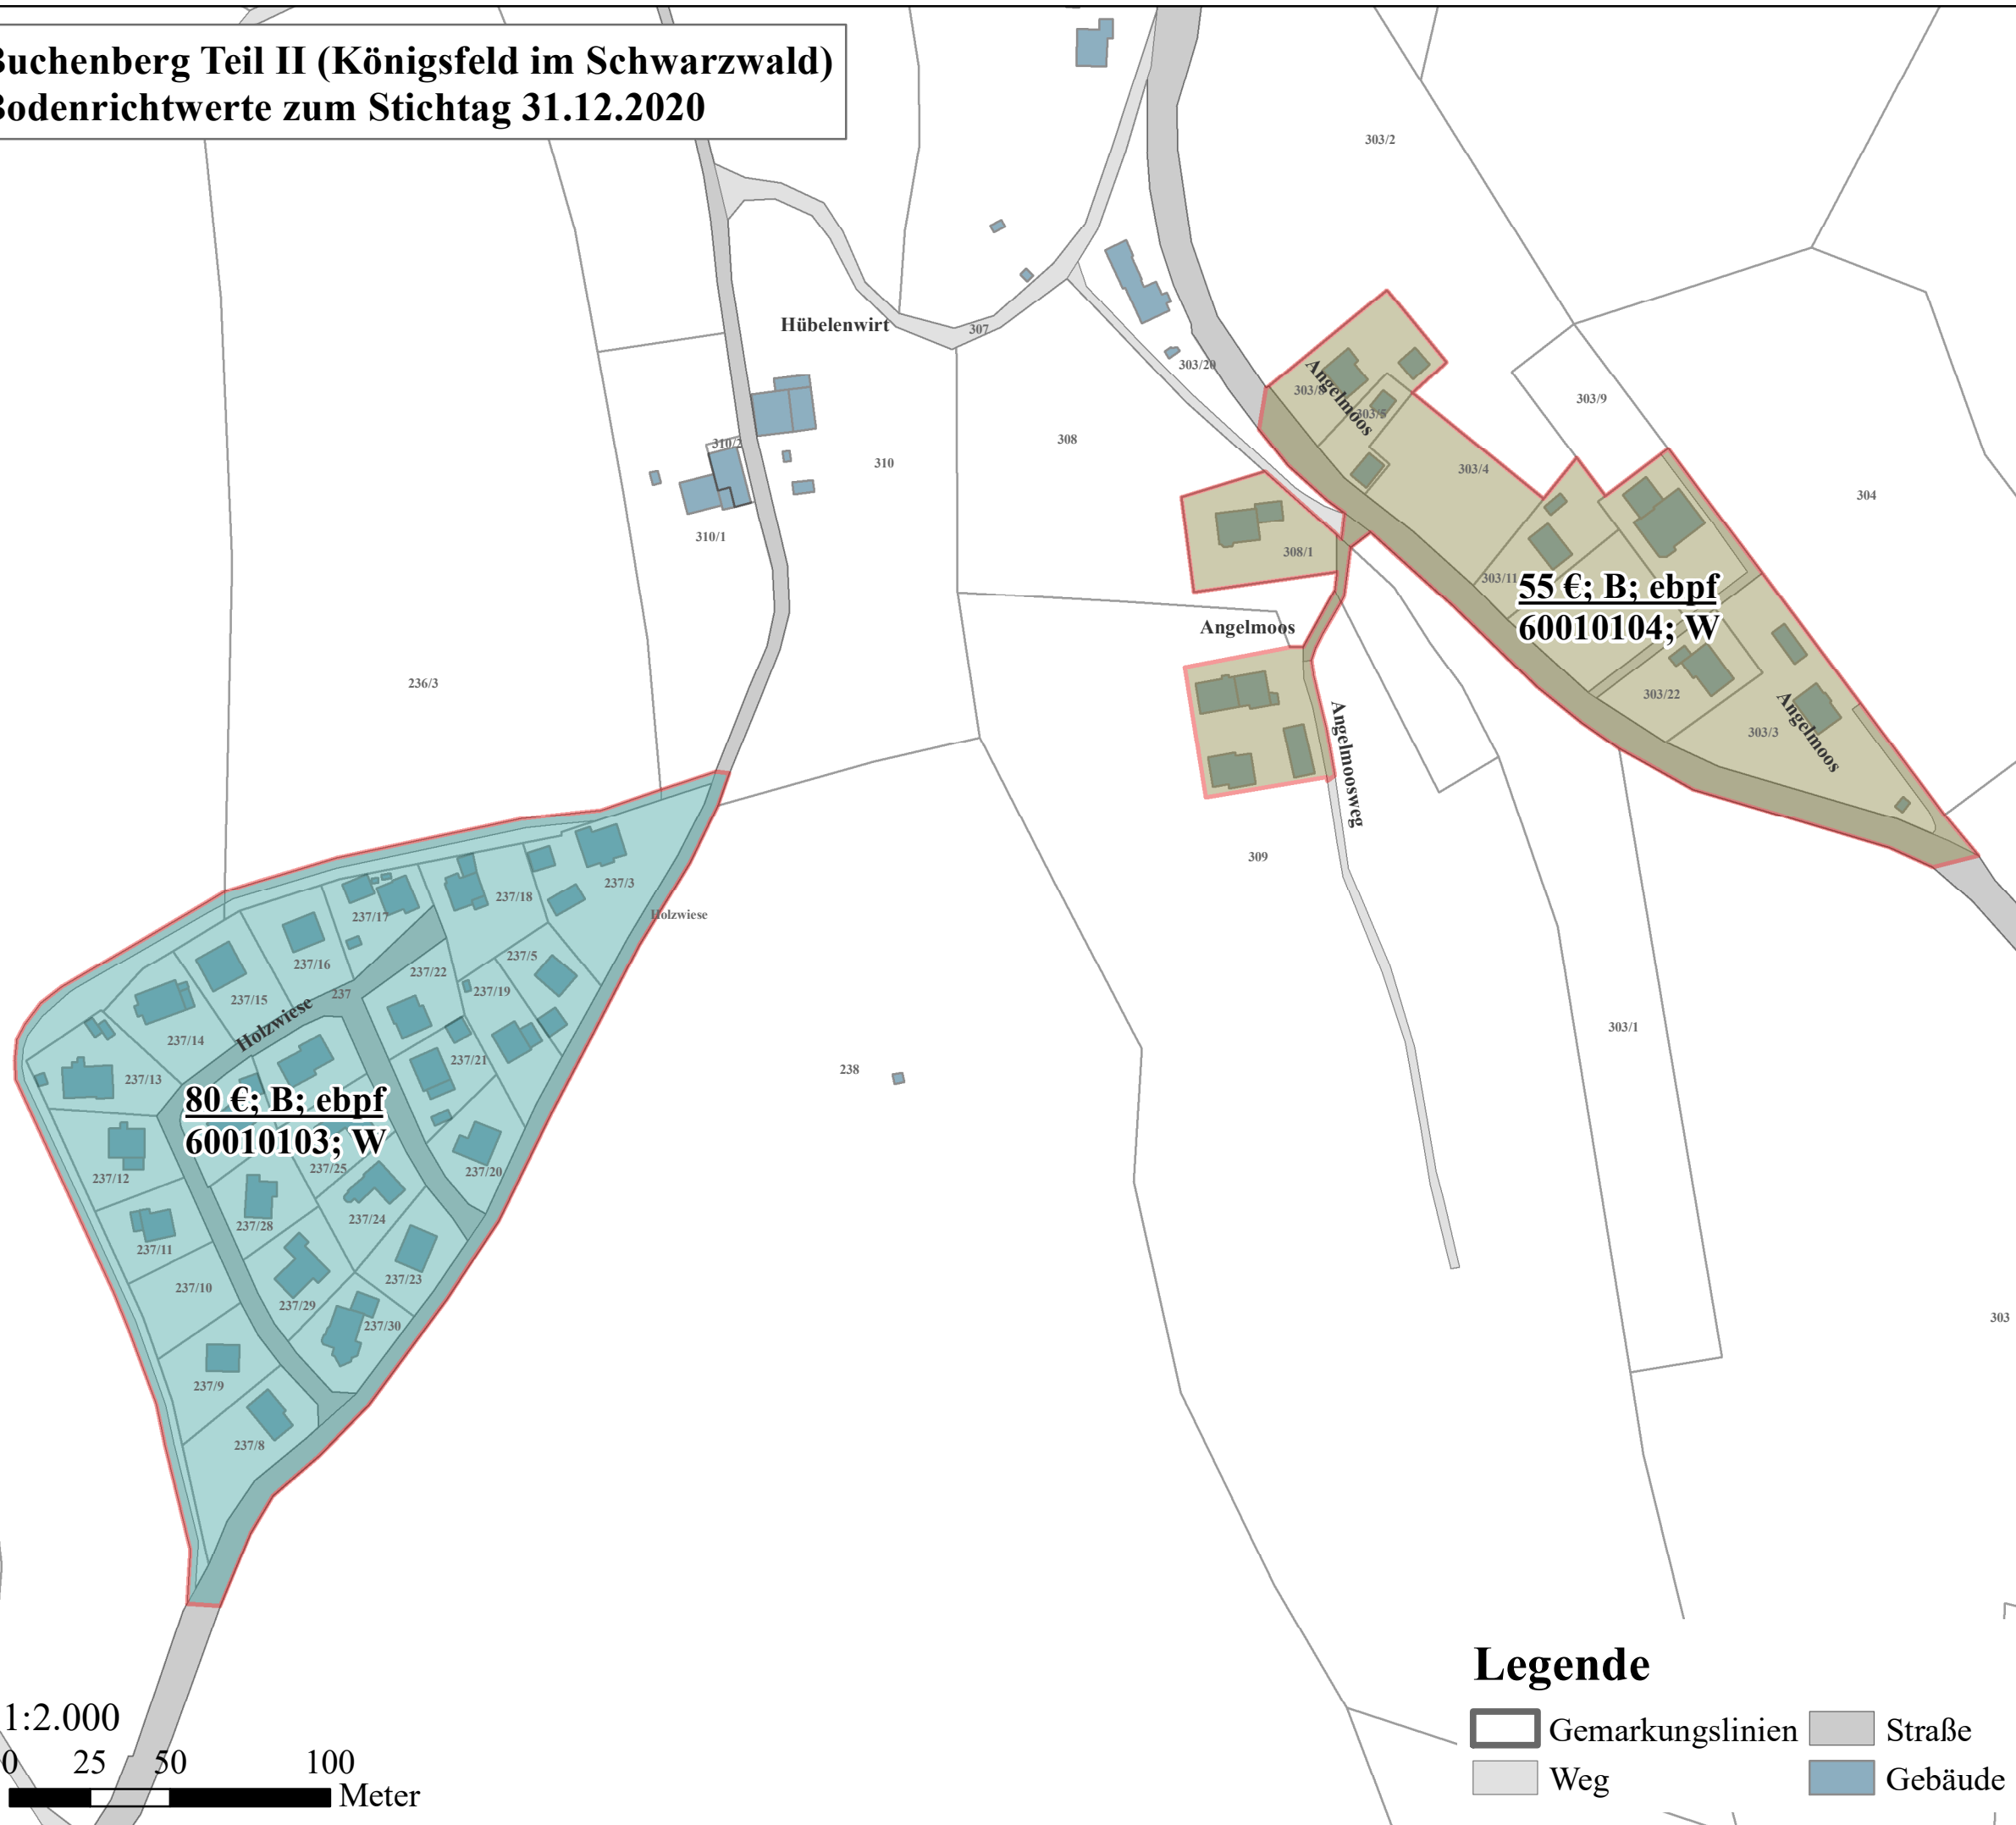 Buchenberg Teil II (Königsfeld im Schwarzwald)
Bodenrichtwerte zum Stichtag 31.12.2020
303/2
Hübelenwirt
307
303/20
303/8
Angelmoos
303/5
303/9
310/2
310
308
303/4
304
310/1
308/1
303/11
55 €; B; ebpf
60010104; W
Angelmoos
236/3
303/22
303/3
Angelmoos
Angelmoosweg
309
237/3
237/18
237/17
Holzwiese
237/5
237/16
237/22
237/19
237
237/15
Holzwiese
303/1
237/14
237/21
238
237/13
80 €; B; ebpf
60010103; W
237/25
237/20
237/12
237/24
237/28
237/11
237/23
237/10
237/29
237/30
303
237/9
237/8
Legende
Gemarkungslinien
Straße
Weg
Gebäude
1:2.000
0 25 50 100
Meter